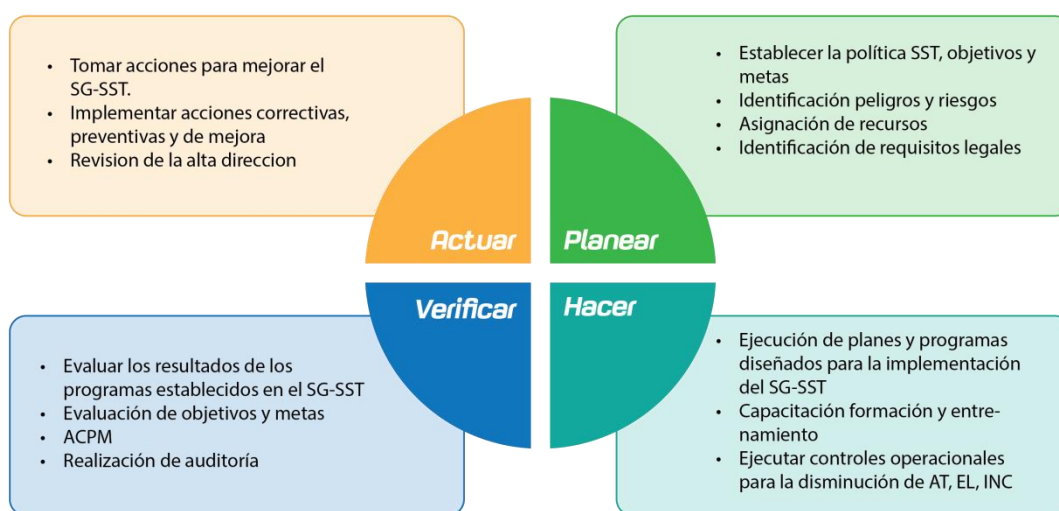 • Tomar acciones para mejorar el
SG-SST.
• Implementar acciones correctivas,
preventivas y de mejora
• Revision de la alta direccion
• Establecer la política SST, objetivos y
metas
• Identificación peligros y riesgos
• Asignación de recursos
• Identificación de requisitos legales
Actuar
Planear
Verificar
Hacer
• Evaluar los resultados de los
programas establecidos en el SG-SST
• Evaluación de objetivos y metas
• ACPM
• Realización de auditoría
• Ejecución de planes y programas
diseñados para la implementación
del SG-SST
• Capacitación formación y entre-
namiento
• Ejecutar controles operacionales
para la disminución de AT, EL, INC